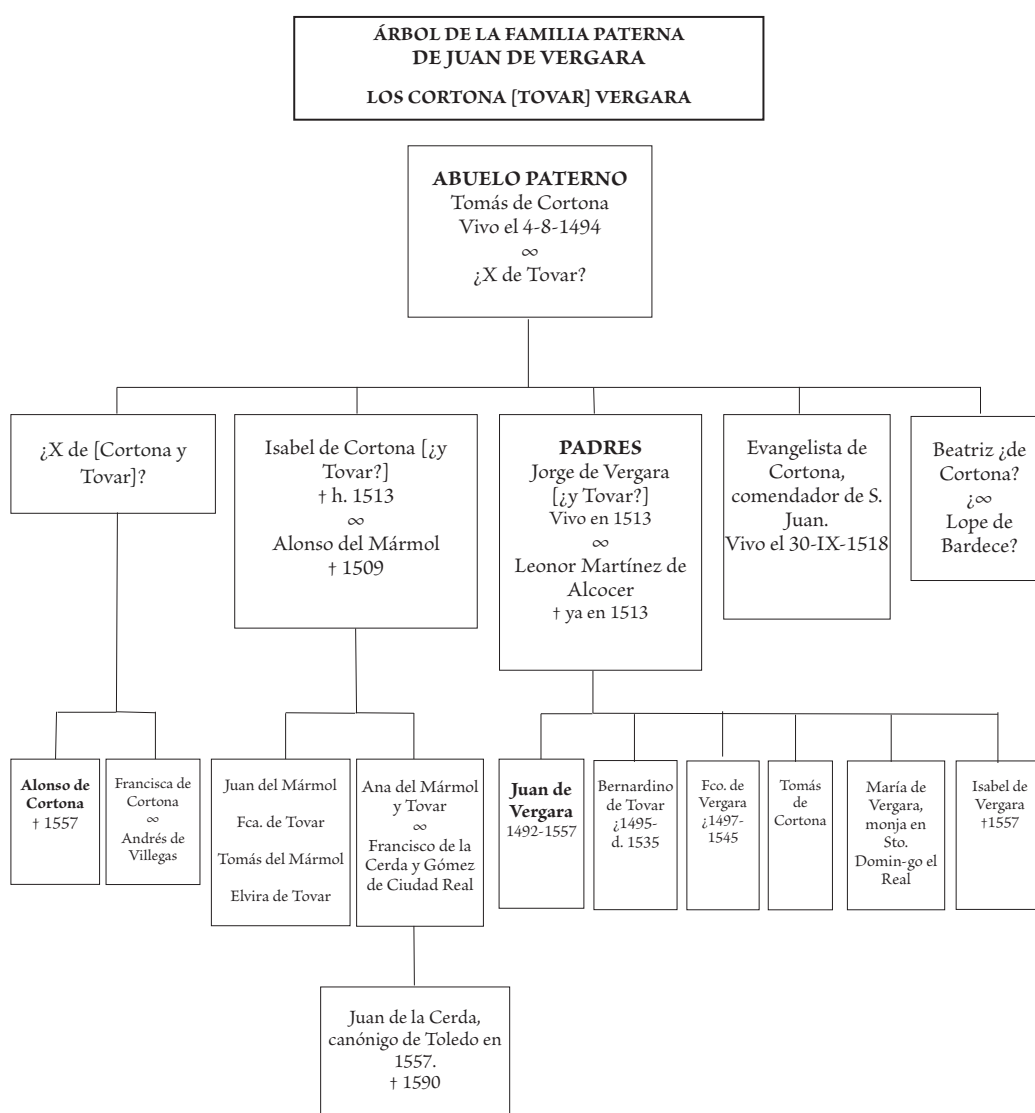 ÁRBOL DE LA FAMILIA PATERNA
DE JUAN DE VERGARA
LOS CORTONA [TOVAR] VERGARA
ABUELO PATERNO
Tomás de Cortona
Vivo el 4-8-1494
∞
¿X de Tovar?
¿X de [Cortona y
Tovar]?
Isabel de Cortona [¿y
Tovar?]
† h. 1513
∞
Alonso del Mármol
† 1509
PADRES
Jorge de Vergara
[¿y Tovar?]
Vivo en 1513
∞
Leonor Martínez de
Alcocer
† ya en 1513
Evangelista de
Cortona,
comendador de S.
Juan.
Vivo el 30-IX-1518
Beatriz ¿de
Cortona?
¿∞
Lope de
Bardece?
Alonso de
Cortona
† 1557
Francisca de
Cortona
∞
Andrés de
Villegas
Juan del Mármol
Fca. de Tovar
Tomás del Mármol
Elvira de Tovar
Ana del Mármol
y Tovar
∞
Francisco de la
Cerda y Gómez
de Ciudad Real
Juan de
Vergara
1492-1557
Bernardino
de Tovar
¿1495-
d. 1535
Fco. de
Vergara
¿1497-
1545
Tomás
de
Cortona
María de
Vergara,
monja en
Sto.
Domin-go el
Real
Isabel de
Vergara
†1557
Juan de la Cerda,
canónigo de Toledo en
1557.
† 1590